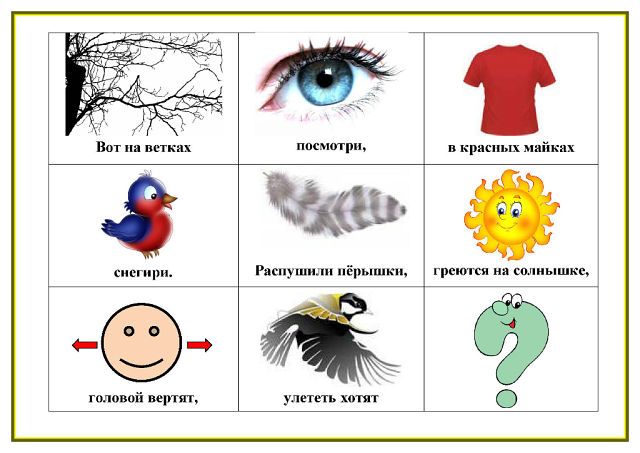 Вот на ветках
посмотри,
в красных майках
снегири.
Распушили пёрышки,
греются на солнышке,
головой вертят,
улететь хотят